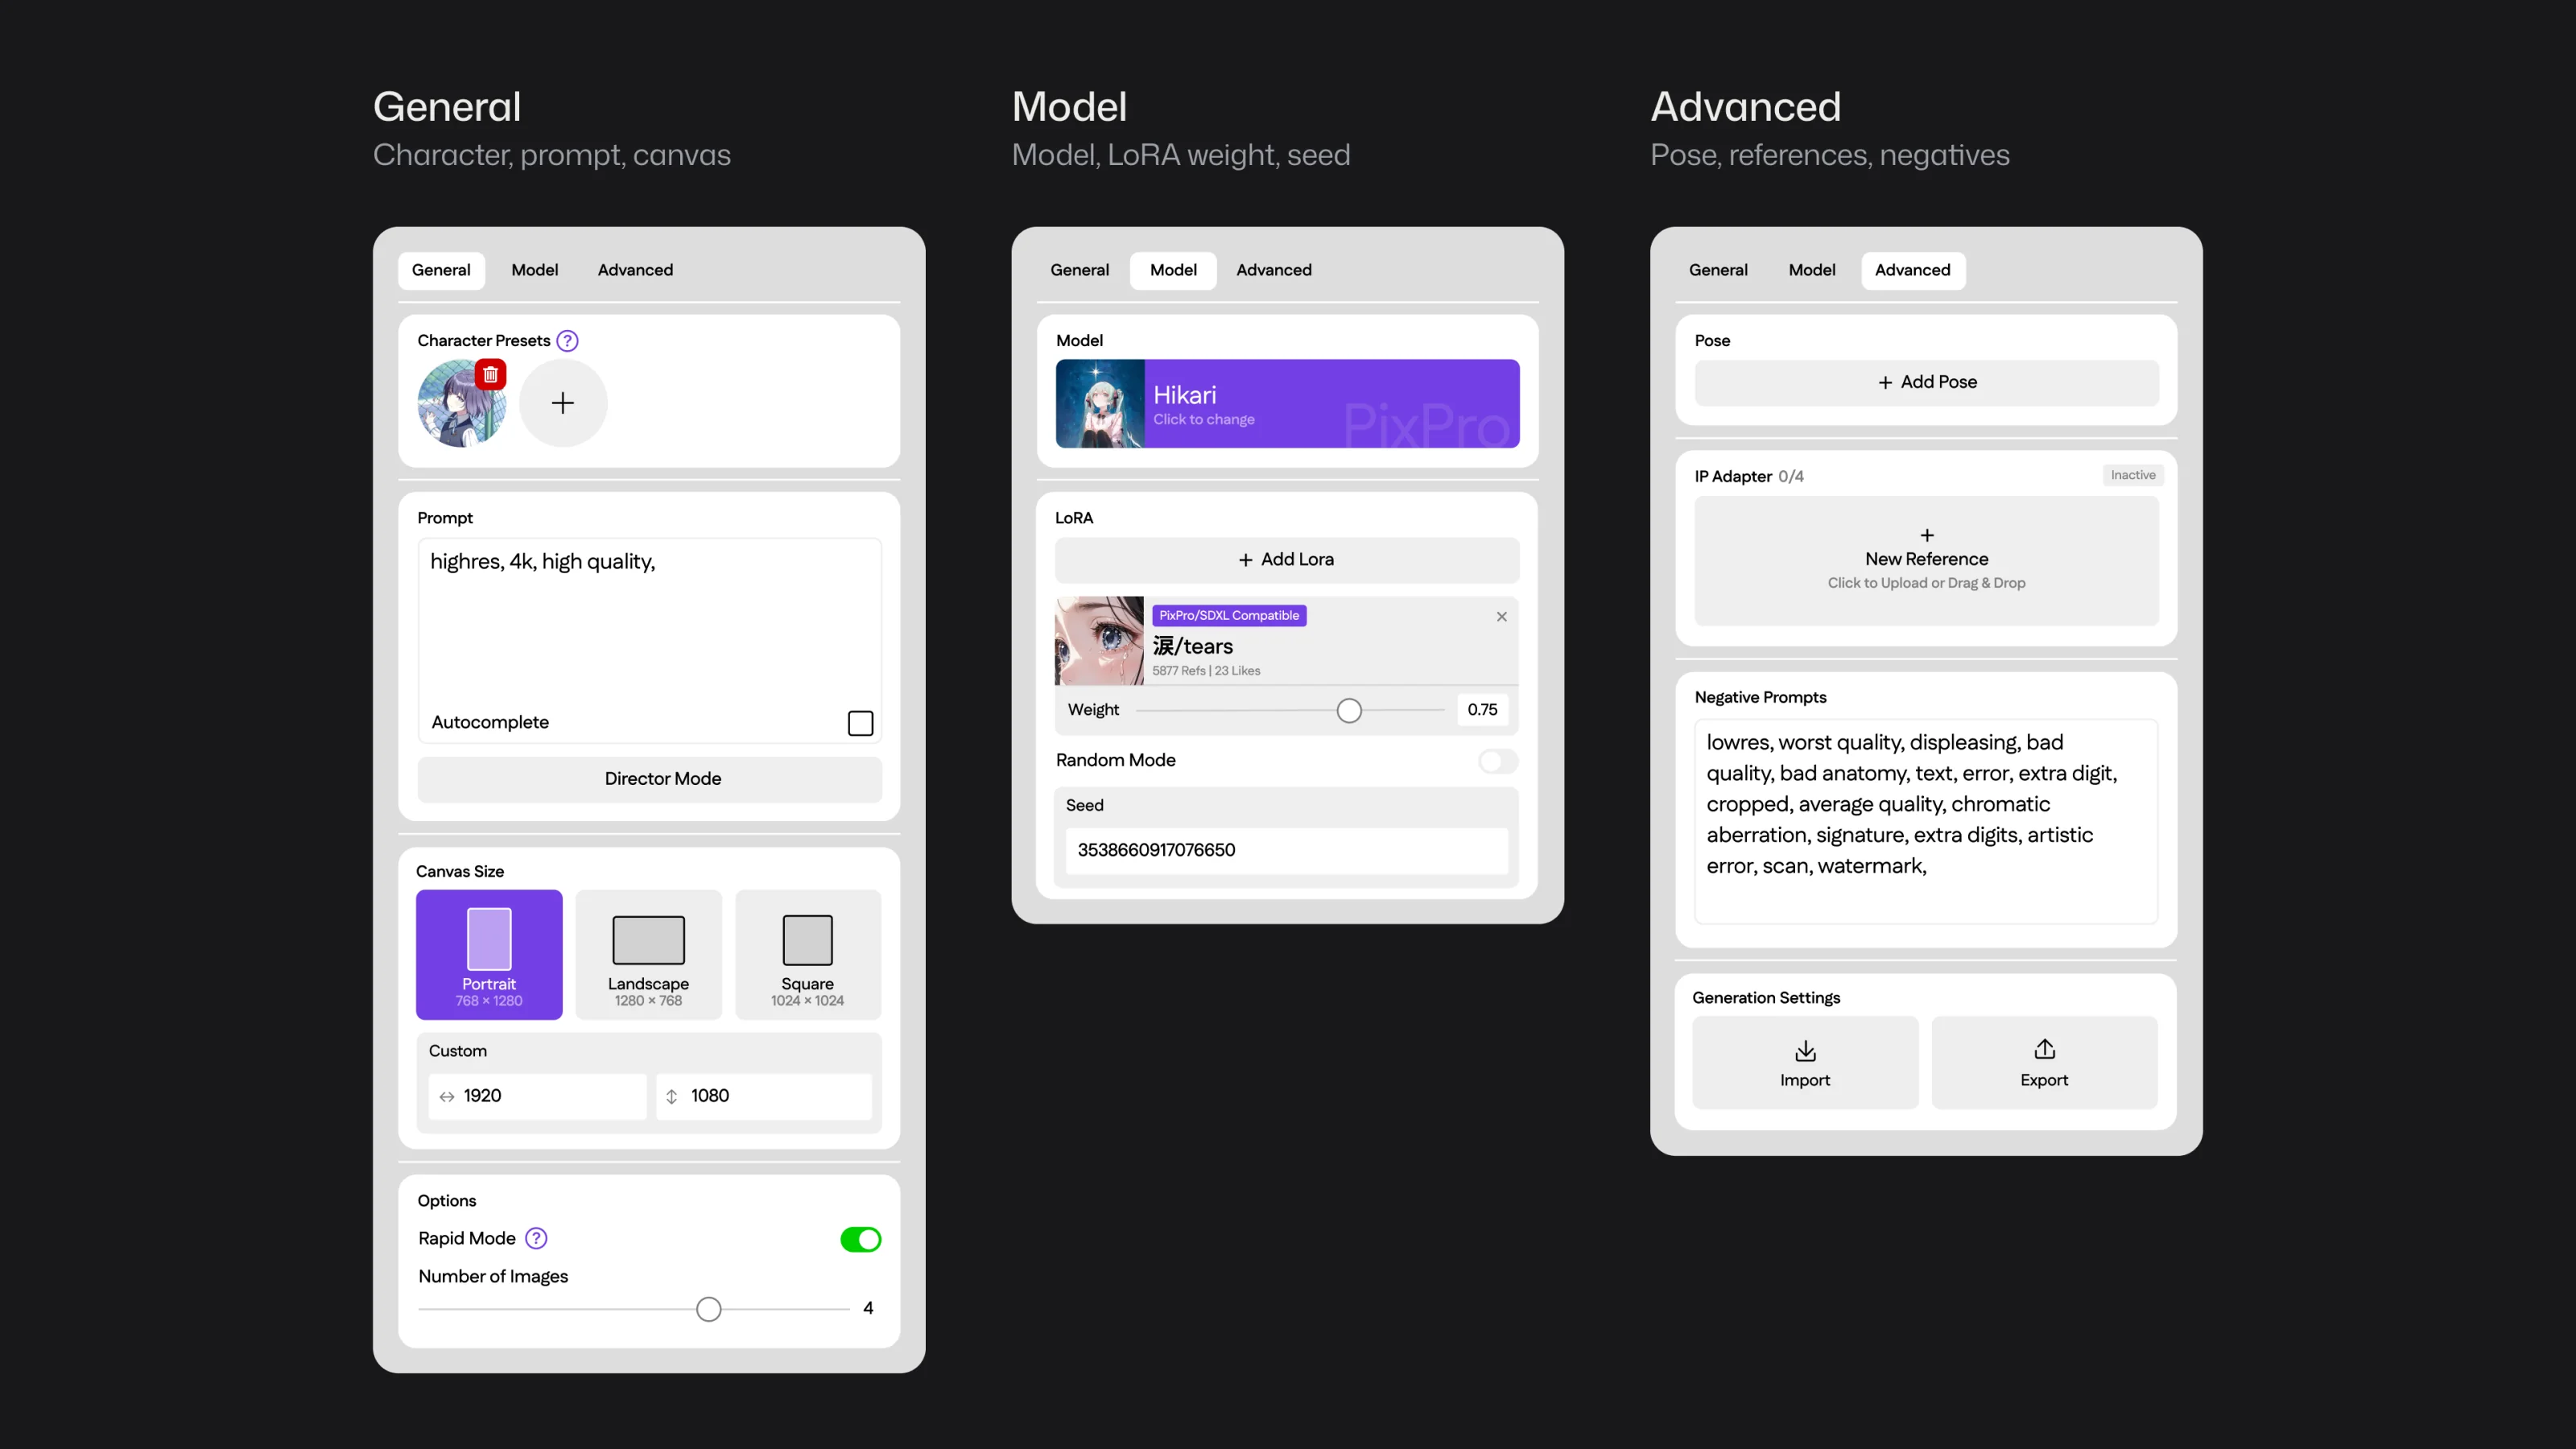 General
Character, prompt, canvas
General
Model
Advanced
Character Presets ?
Prompt
highres, 4k, high quality,
Autocomplete
Director Mode
Canvas Size
Portrait
768 × 1280
Landscape
1280 × 768
Square
1024 × 1024
Custom
1920
1080
Options
Rapid Mode ?
Number of Images
4
Model
Model, LoRA weight, seed
General
Model
Advanced
Model
Hikari
Click to change
PixPro
LoRA
+ Add Lora
PixPro/SDXL Compatible
涙/tears
5877 Refs | 23 Likes
Weight
0.75
Random Mode
Seed
3538660917076650
Advanced
Pose, references, negatives
General
Model
Advanced
Pose
+ Add Pose
IP Adapter 0/4
Inactive
+
New Reference
Click to Upload or Drag & Drop
Negative Prompts
lowres, worst quality, displeasing, bad
quality, bad anatomy, text, error, extra digit,
cropped, average quality, chromatic
aberration, signature, extra digits, artistic
error, scan, watermark,
Generation Settings
Import
Export